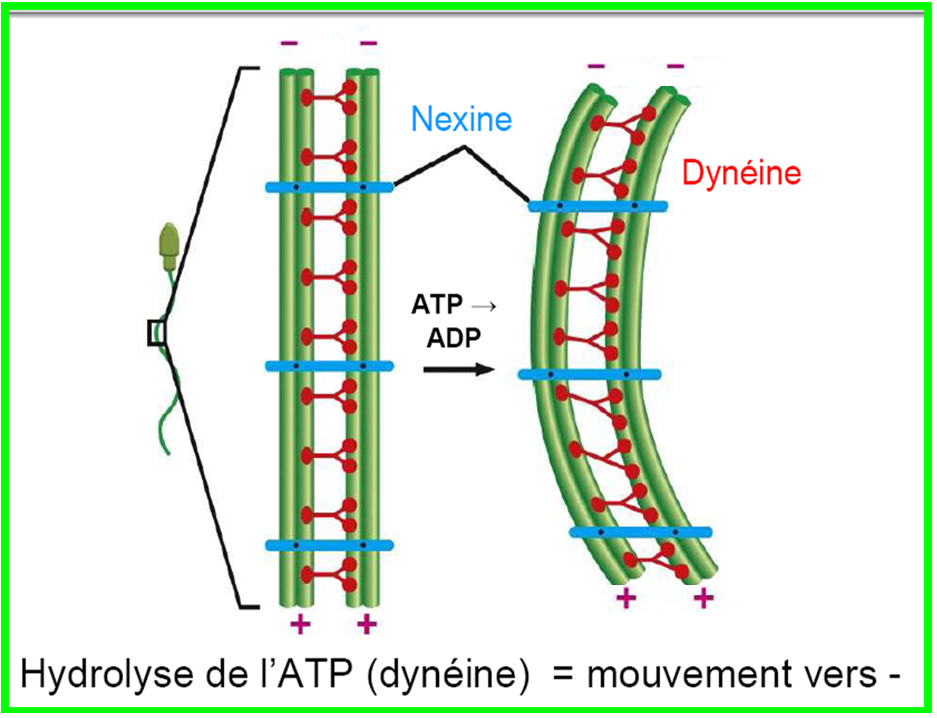 − − − −
Nexine
Dynéine
ATP →
ADP
+ + + +
Hydrolyse de l’ATP (dynéine) = mouvement vers -